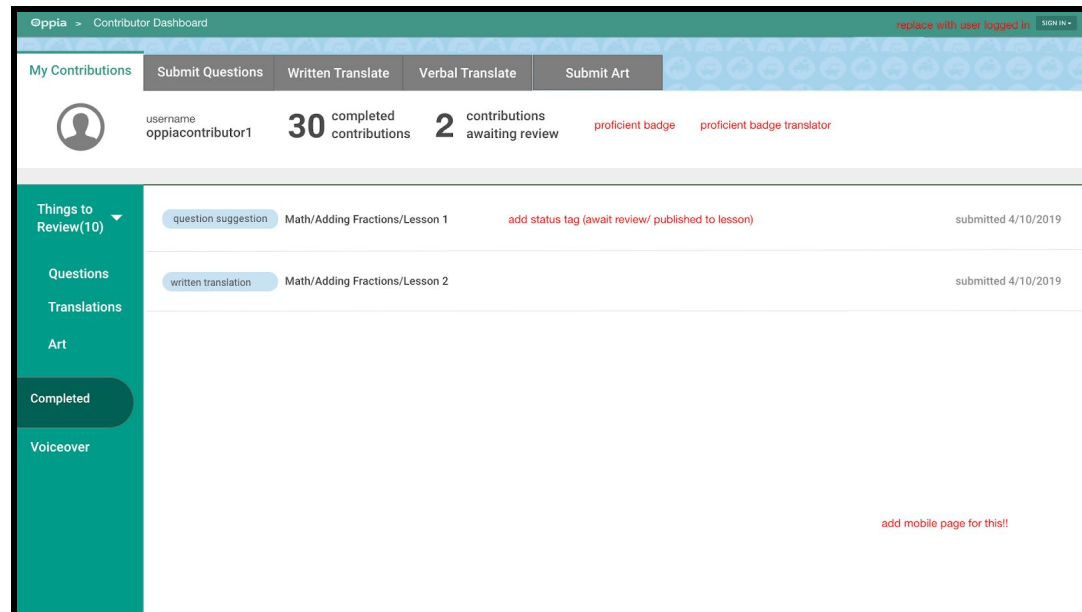 Oppia > Contributor Dashboard
replace with user logged in
SIGN IN
My Contributions
Submit Questions
Written Translate
Verbal Translate
Submit Art
username
oppiacontributor1
30 completed
contributions
2 contributions
awaiting review
proficient badge
proficient badge translator
Things to
Review(10)
Questions
Translations
Art
Completed
Voiceover
question suggestion
Math/Adding Fractions/Lesson 1
add status tag (await review/ published to lesson)
submitted 4/10/2019
written translation
Math/Adding Fractions/Lesson 2
submitted 4/10/2019
add mobile page for this!!